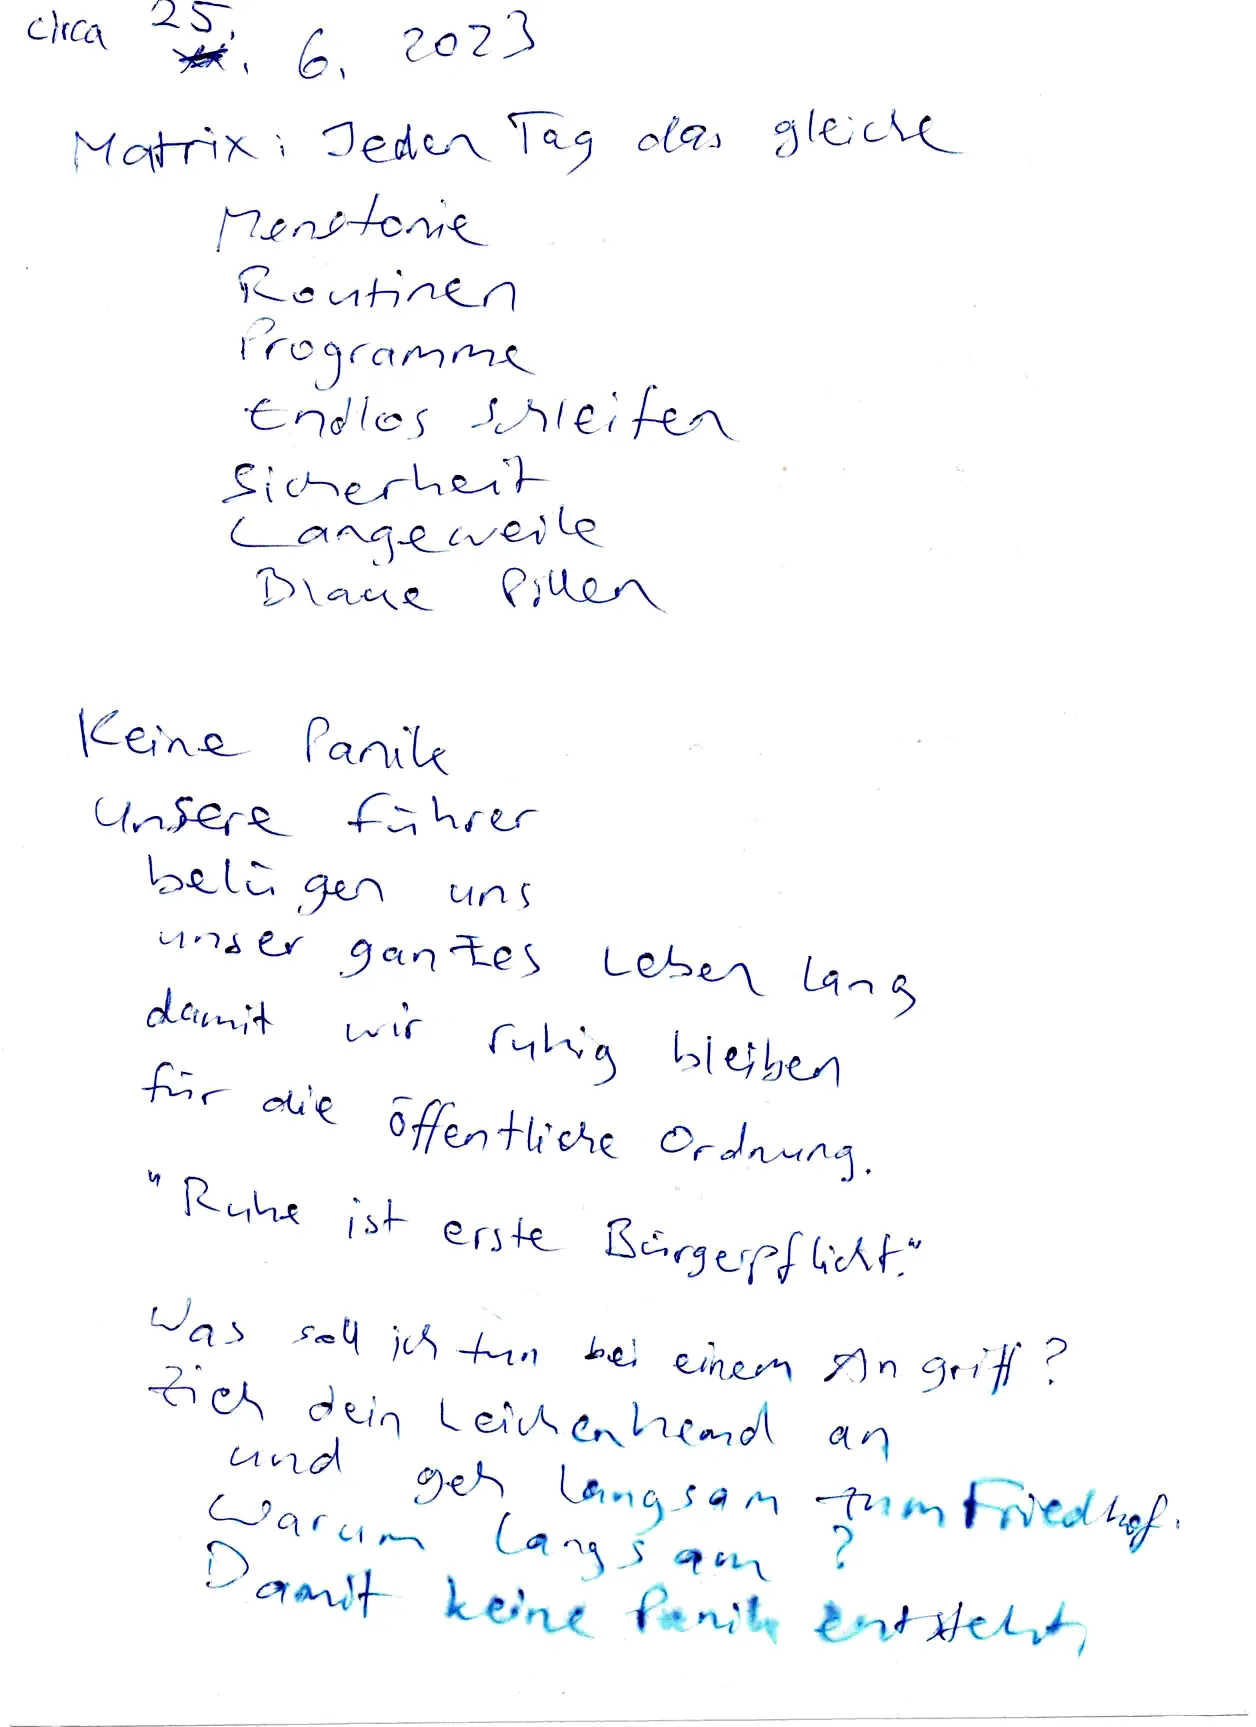 circa 25. 6. 2023
Matrix: Jeden Tag das gleiche
Monotonie
Routinen
Programme
Endlos schleifen
Sicherheit
Langeweile
Blaue Pillen
Keine Panik
unsere Führer
belügen uns
unser ganzes Leben lang
damit wir ruhig bleiben
für die öffentliche Ordnung.
"Ruhe ist erste Bürgerpflicht."
Was soll ich tun bei einem Angriff?
Zieh dein Leichenhemd an
und geh langsam zum Friedhof.
Warum langsam?
Damit keine Panik entsteht,